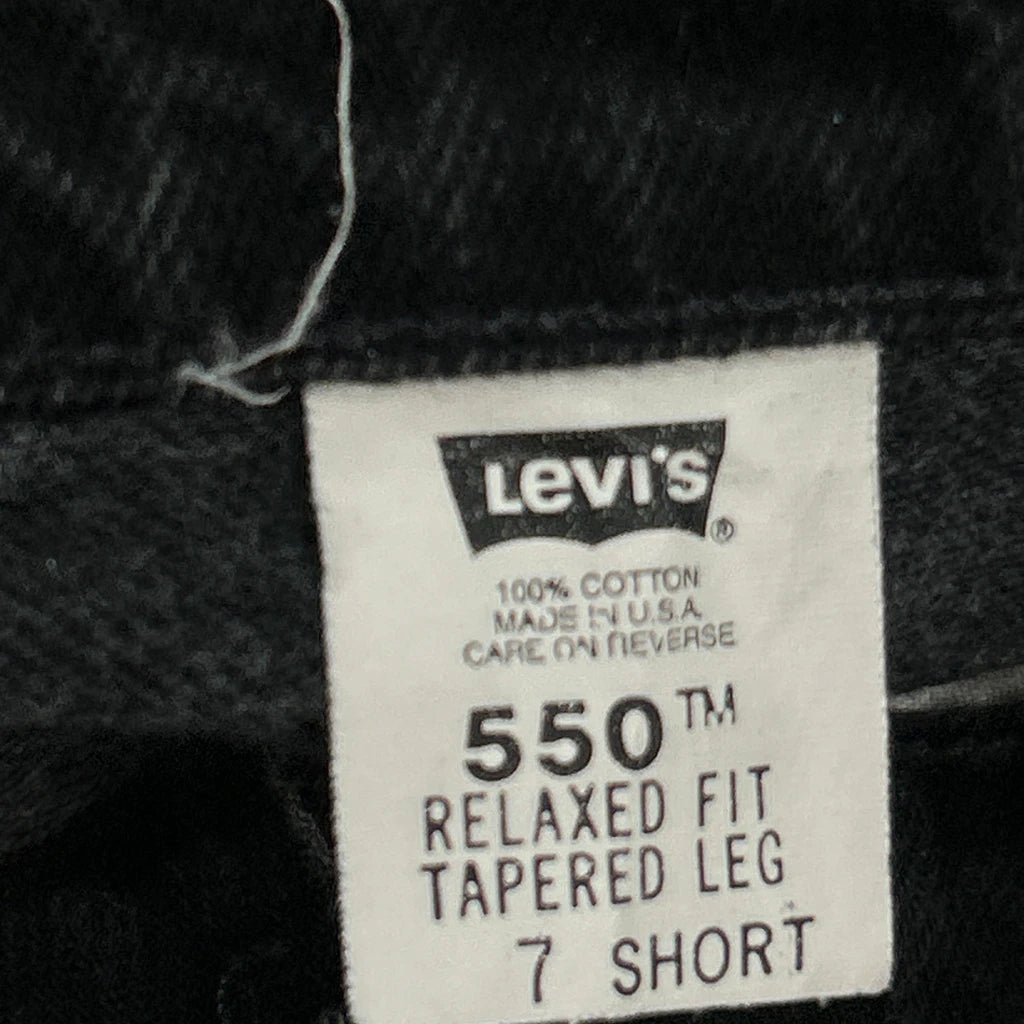 LEVI'S
®
100% COTTON
MADE IN U.S.A.
CARE ON REVERSE
550™
RELAXED FIT
TAPERED LEG
7 SHORT